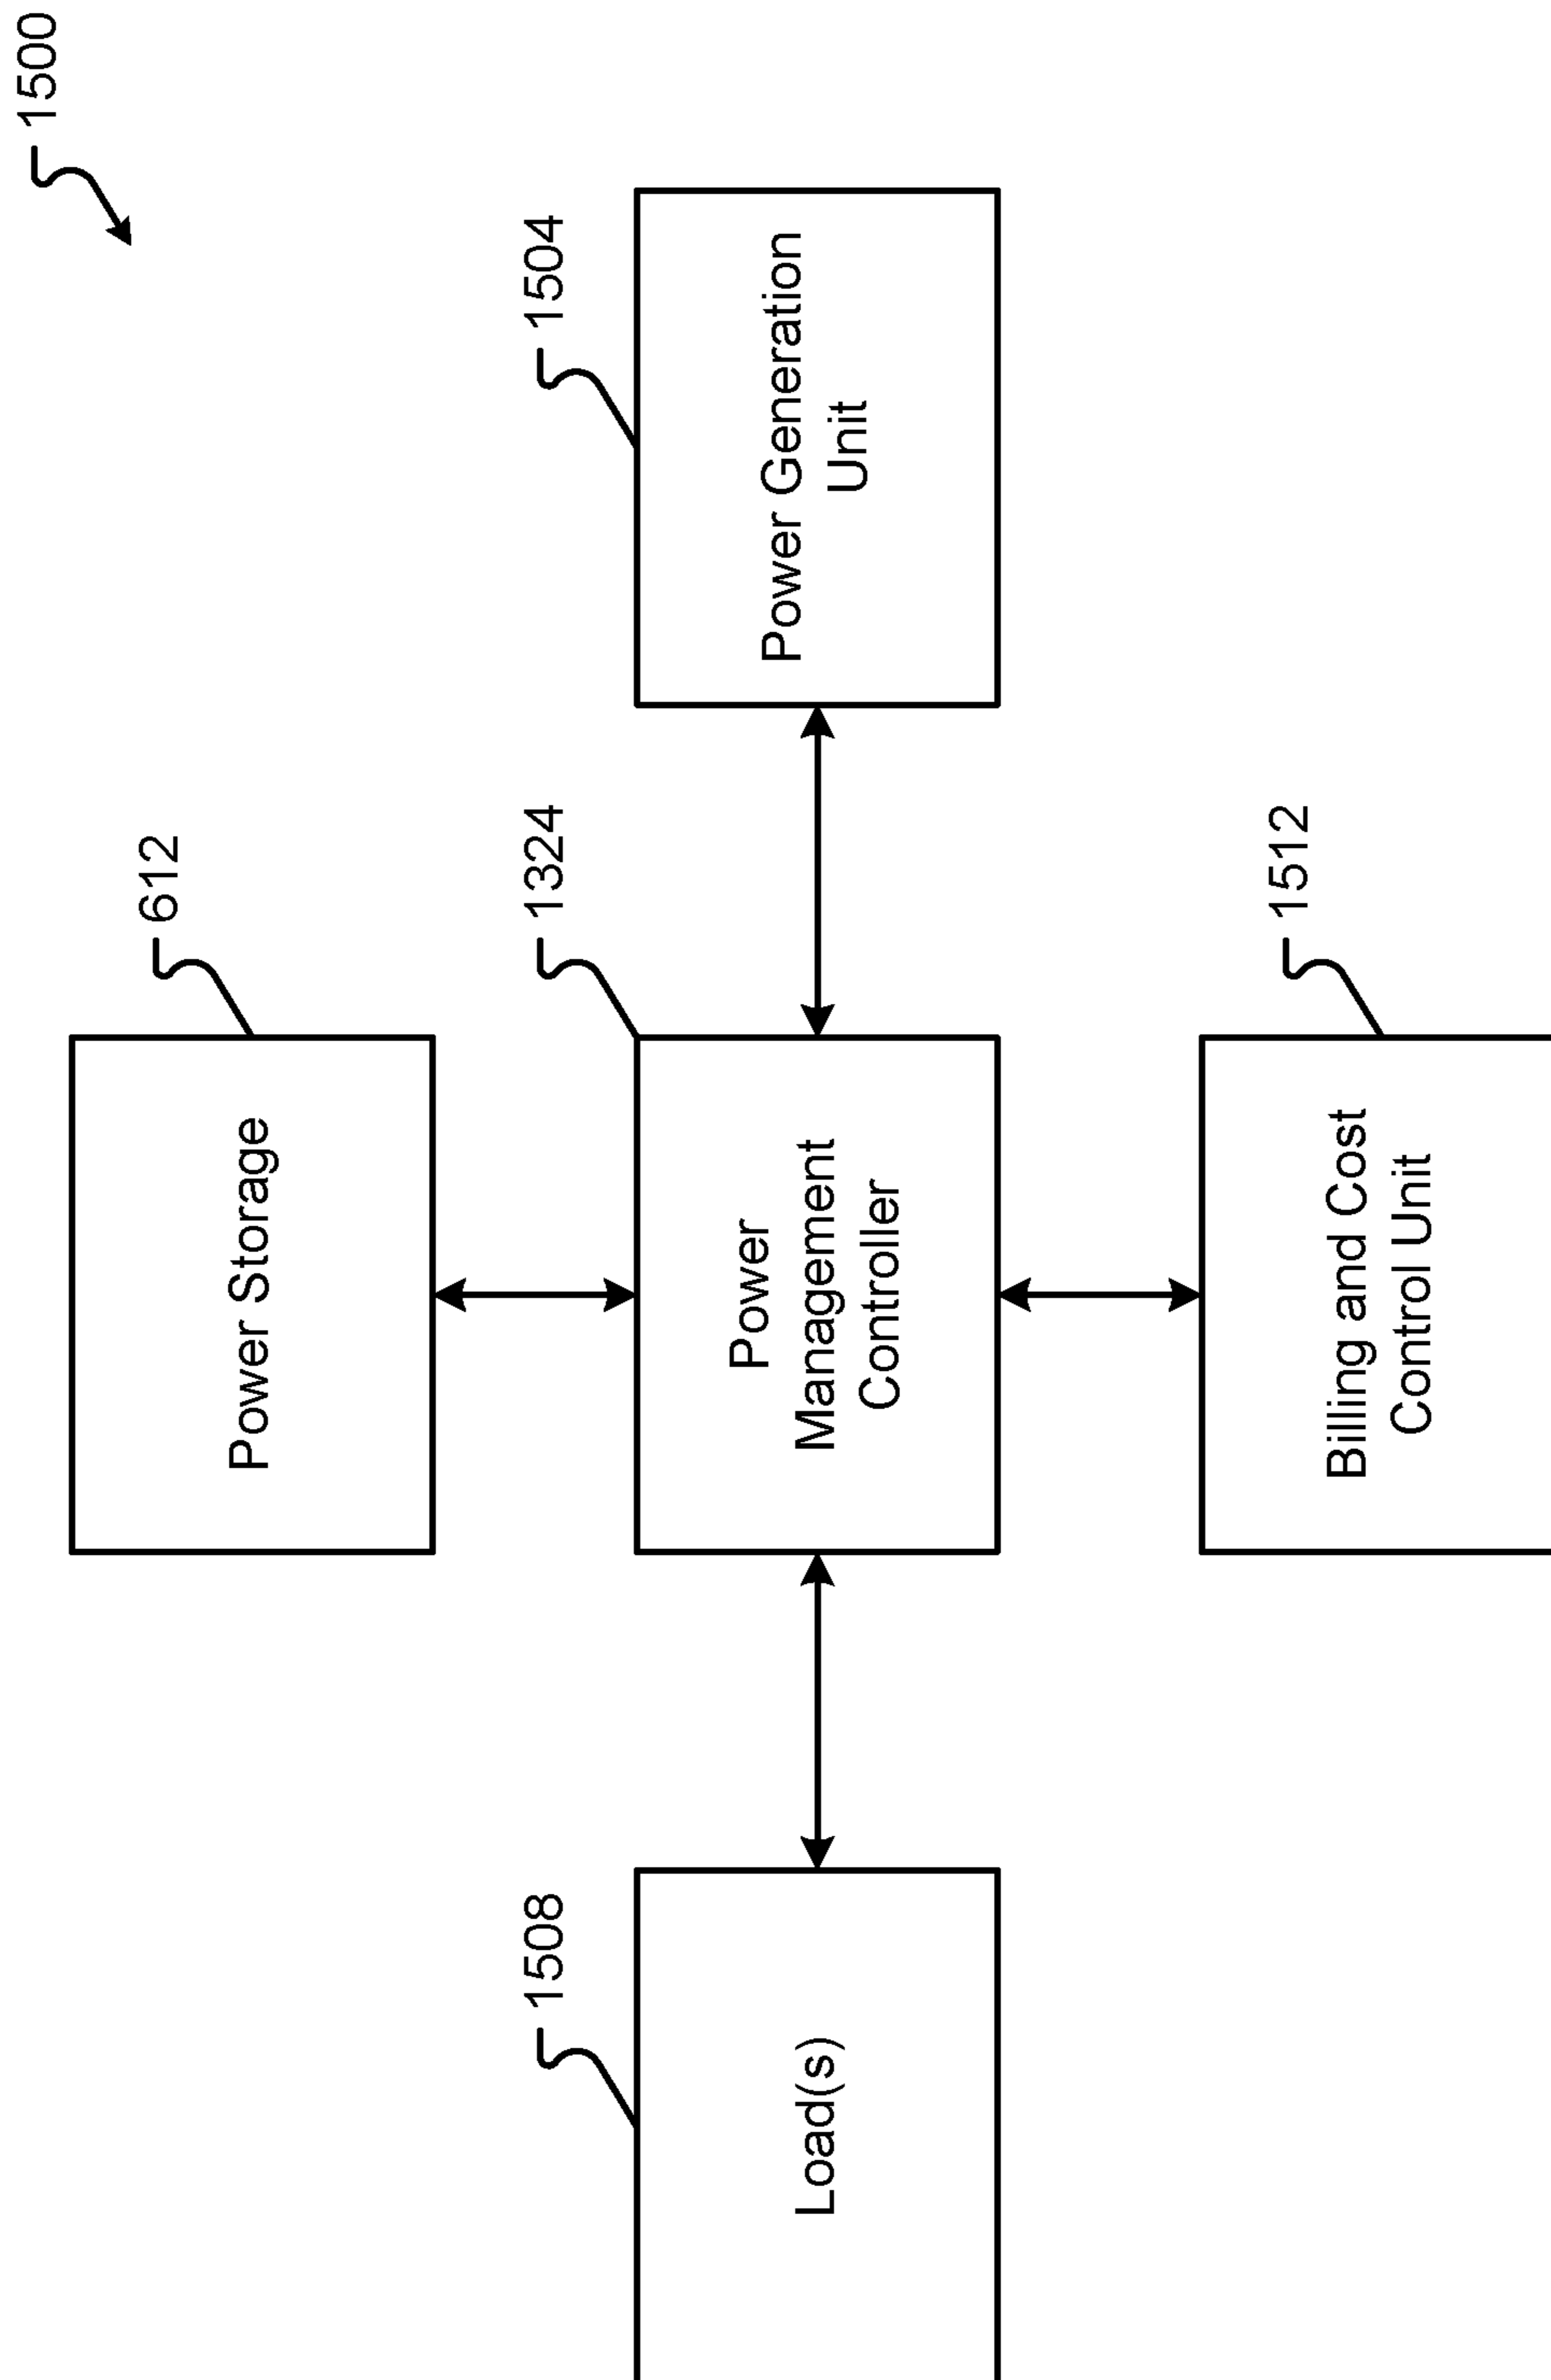 1500
612
Power Storage
1508
Load(s)
1324
Power
Management
Controller
1504
Power Generation
Unit
1512
Billing and Cost
Control Unit